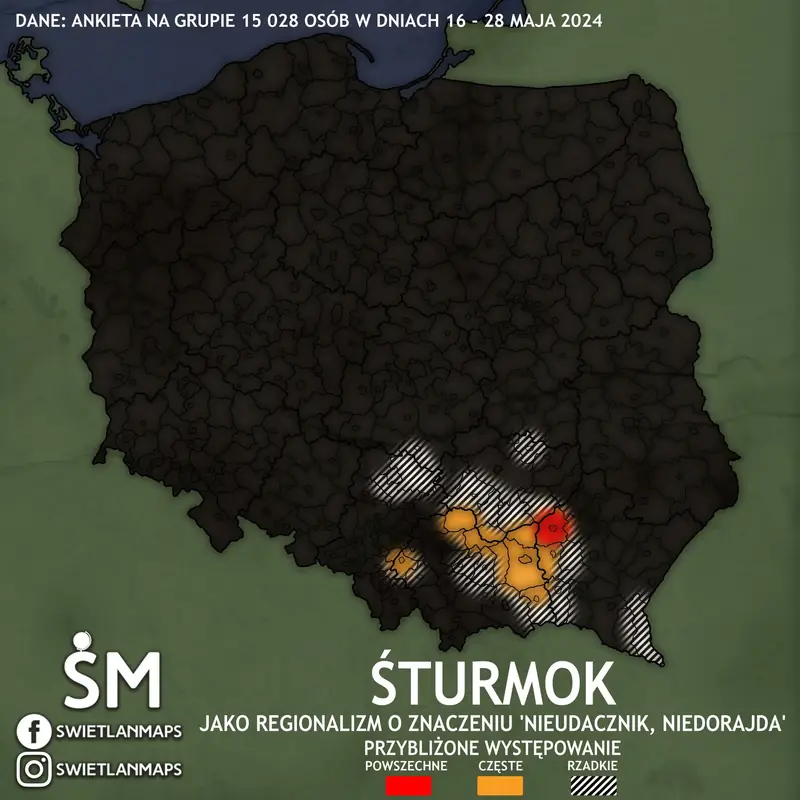 DANE: ANKIETA NA GRUPIE 15 028 OSÓB W DNIACH 16 - 28 MAJA 2024
ŚM
SWIETLANMAPS
SWIETLANMAPS
ŚTURMOK
JAKO REGIONALIZM O ZNACZENIU 'NIEUDACZNIK, NIEDORAJDA'
PRZYBLIŻONE WYSTĘPOWANIE
POWSZECHNE CZĘSTE RZADKIE